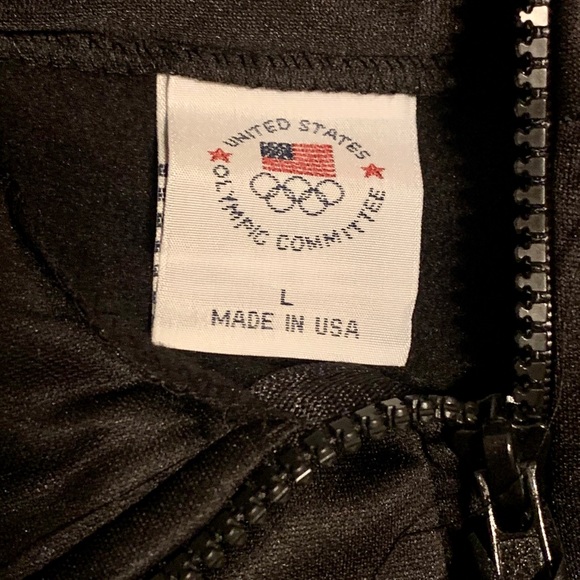 UNITED STATES
OLYMPIC COMMITTEE
L
MADE IN USA